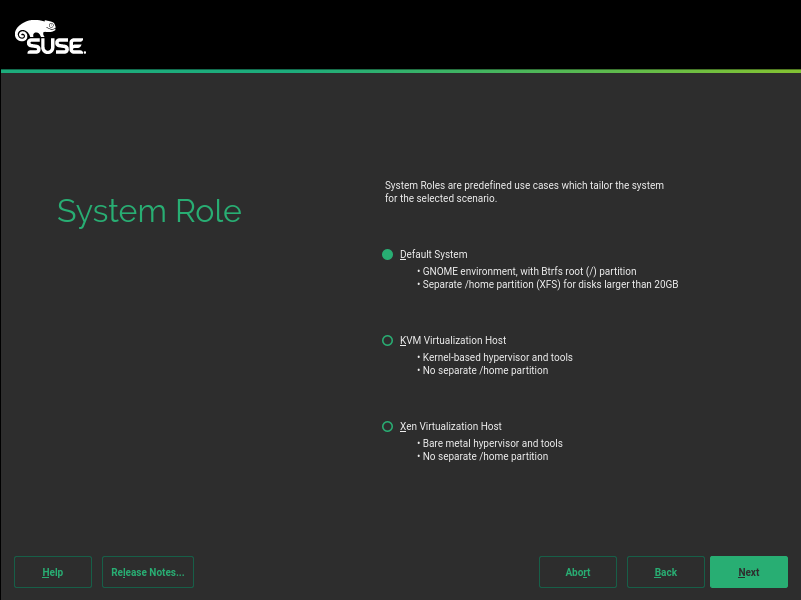 SUSE.
System Role
System Roles are predefined use cases which tailor the system
for the selected scenario.
Default System
• GNOME environment, with Btrfs root (/) partition
• Separate /home partition (XFS) for disks larger than 20GB
KVM Virtualization Host
• Kernel-based hypervisor and tools
• No separate /home partition
Xen Virtualization Host
• Bare metal hypervisor and tools
• No separate /home partition
Help
Release Notes...
Abort
Back
Next